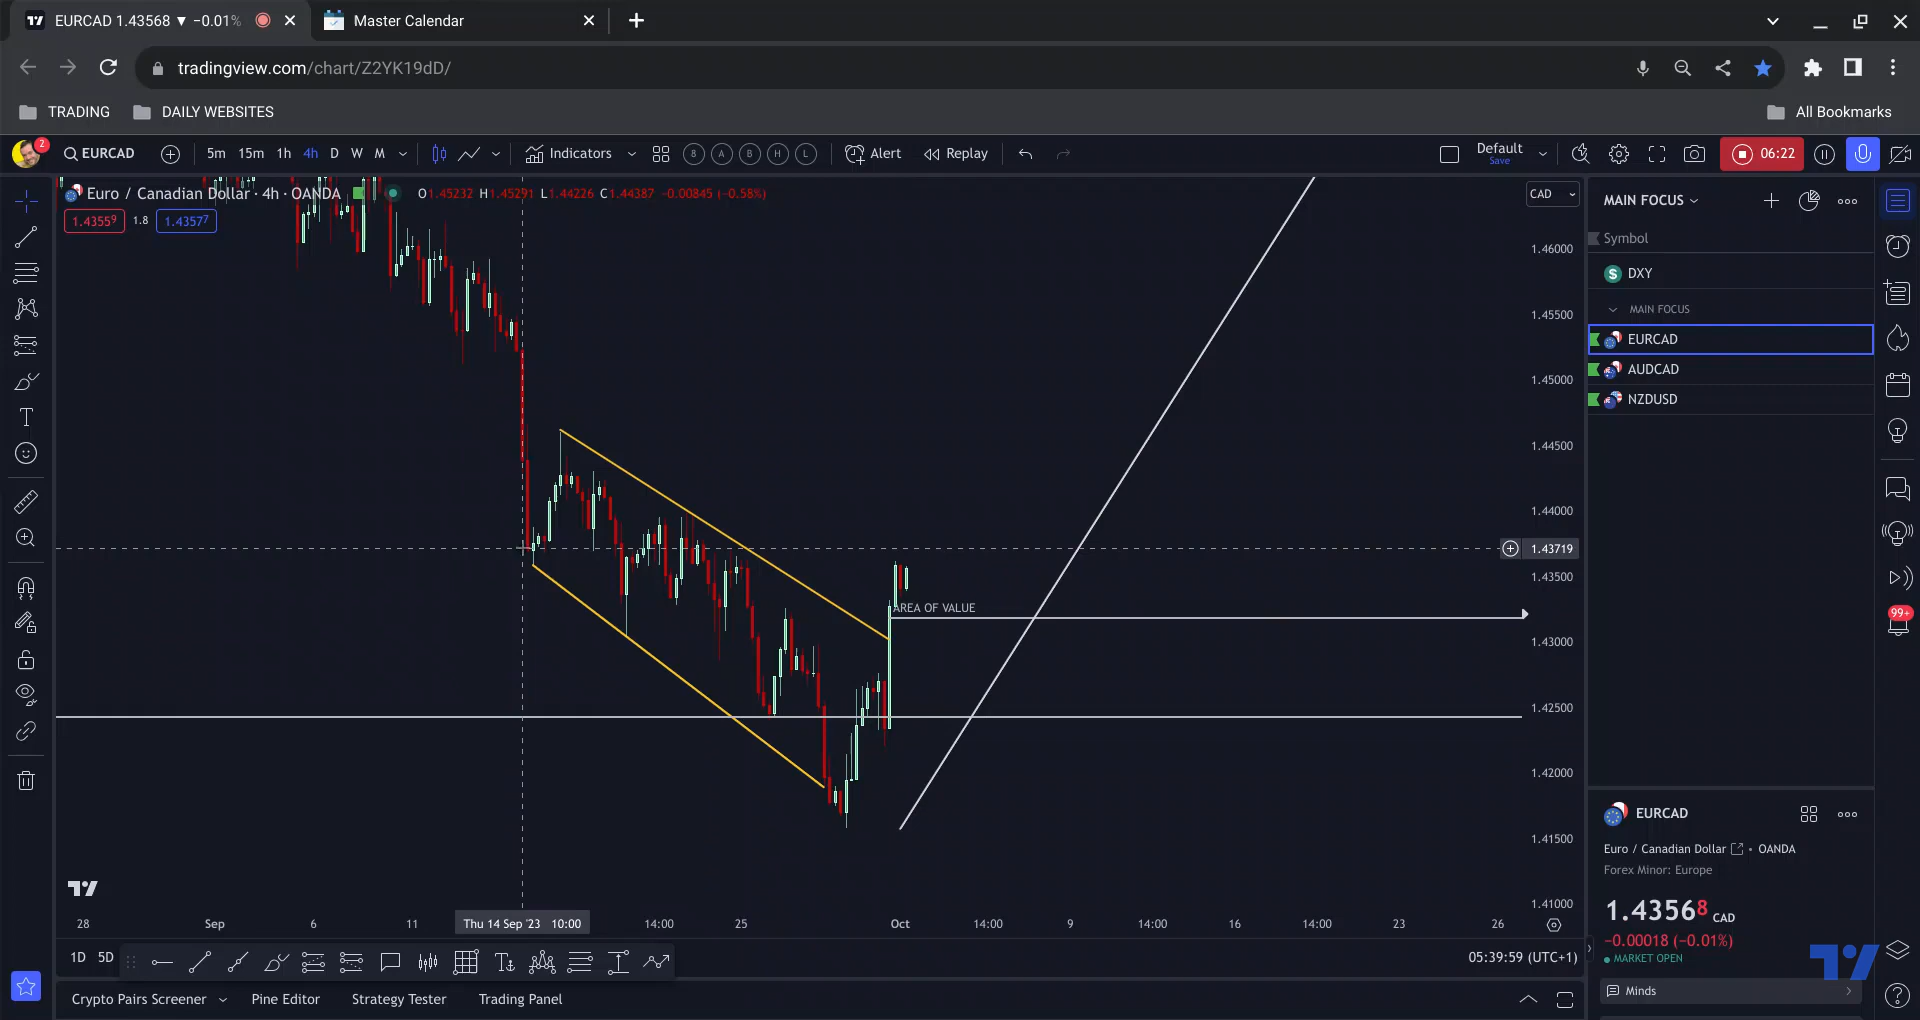 EURCAD 1.43568 ▼ −0.01%
Master Calendar
tradingview.com/chart/Z2YK19dD/
TRADING
DAILY WEBSITES
All Bookmarks
2
EURCAD
5m 15m 1h 4h D W M
Indicators
8 A B H L
Alert
Replay
Default
Save
06:22
Euro / Canadian Dollar · 4h · OANDA
O1.45232 H1.45291 L1.44226 C1.44387 −0.00845 (−0.58%)
CAD
1.43559
1.8
1.43577
MAIN FOCUS
Symbol
DXY
MAIN FOCUS
EURCAD
AUDCAD
NZDUSD
1.46000
1.45500
1.45000
1.44500
1.44000
1.43719
1.43500
1.43000
1.42500
1.42000
1.41500
1.41000
AREA OF VALUE
99+
28 Sep 6 11 Thu 14 Sep '23 10:00 14:00 25 Oct 14:00 9 14:00 16 14:00 23 26
1D 5D
05:39:59 (UTC+1)
Crypto Pairs Screener
Pine Editor
Strategy Tester
Trading Panel
EURCAD
Euro / Canadian Dollar • OANDA
Forex Minor: Europe
1.43568 CAD
−0.00018 (−0.01%)
MARKET OPEN
Minds